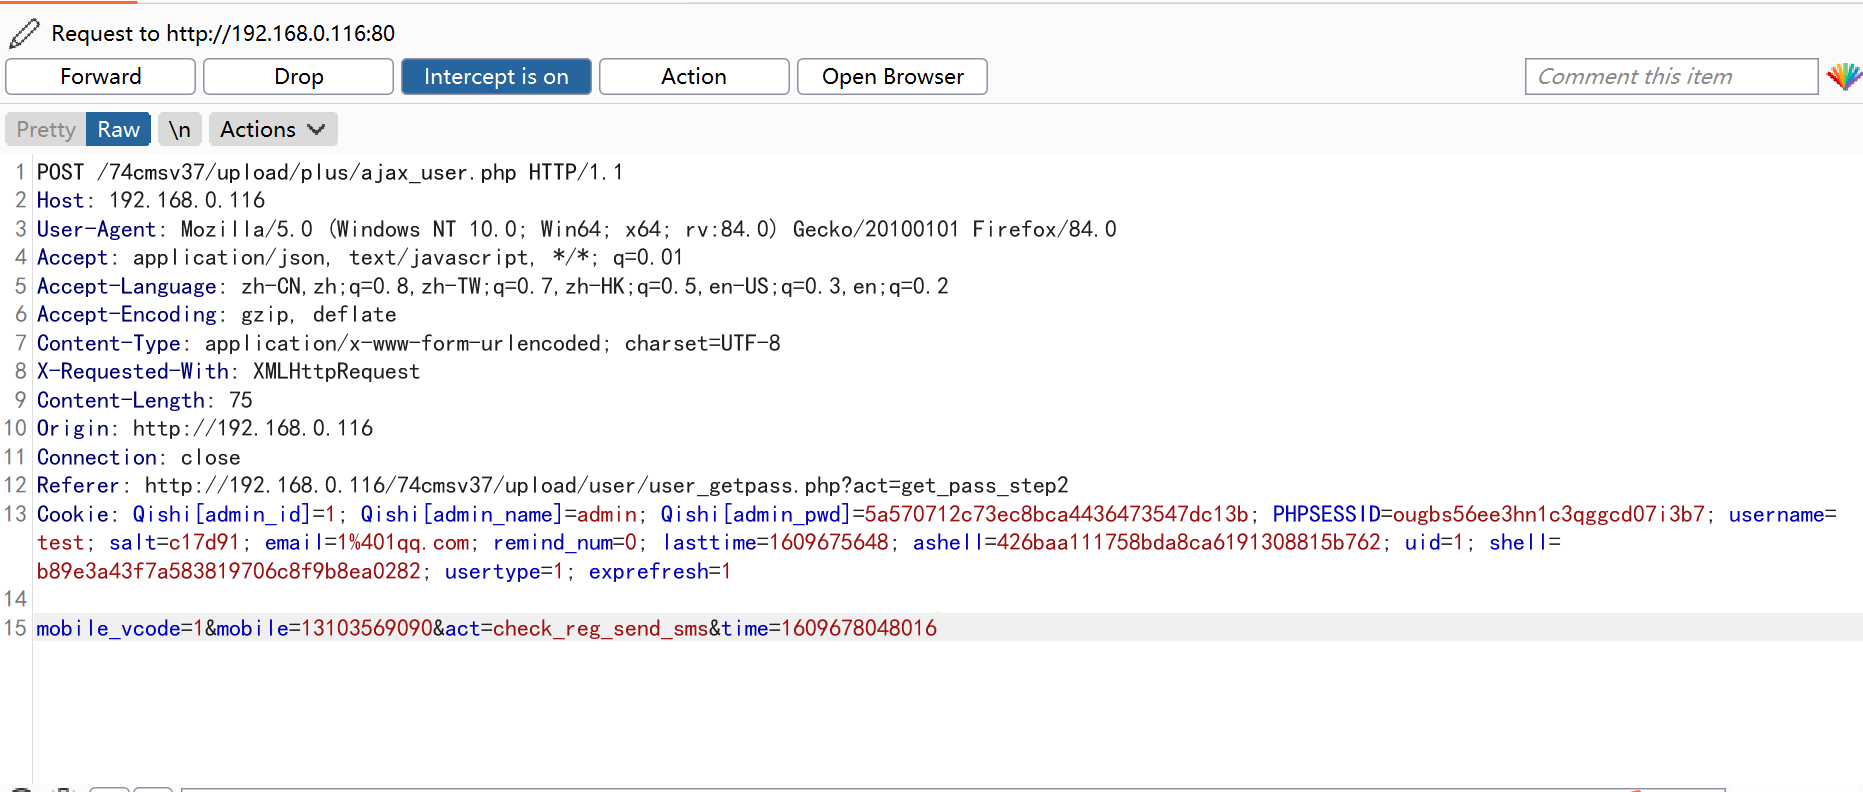 Request to http://192.168.0.116:80
Forward Drop Intercept is on Action Open Browser Comment this item
Pretty Raw \n Actions
1 POST /74cmsv37/upload/plus/ajax_user.php HTTP/1.1
2 Host: 192.168.0.116
3 User-Agent: Mozilla/5.0 (Windows NT 10.0; Win64; x64; rv:84.0) Gecko/20100101 Firefox/84.0
4 Accept: application/json, text/javascript, */*; q=0.01
5 Accept-Language: zh-CN,zh;q=0.8,zh-TW;q=0.7,zh-HK;q=0.5,en-US;q=0.3,en;q=0.2
6 Accept-Encoding: gzip, deflate
7 Content-Type: application/x-www-form-urlencoded; charset=UTF-8
8 X-Requested-With: XMLHttpRequest
9 Content-Length: 75
10 Origin: http://192.168.0.116
11 Connection: close
12 Referer: http://192.168.0.116/74cmsv37/upload/user/user_getpass.php?act=get_pass_step2
13 Cookie: Qishi[admin_id]=1; Qishi[admin_name]=admin; Qishi[admin_pwd]=5a570712c73ec8bca4436473547dc13b; PHPSESSID=ougbs56ee3hn1c3qggcd07i3b7; username=
test; salt=c17d91; email=1%401qq.com; remind_num=0; lasttime=1609675648; ashell=426baa111758bda8ca6191308815b762; uid=1; shell=
b89e3a43f7a583819706c8f9b8ea0282; usertype=1; exprefresh=1
14
15 mobile_vcode=1&mobile=13103569090&act=check_reg_send_sms&time=1609678048016